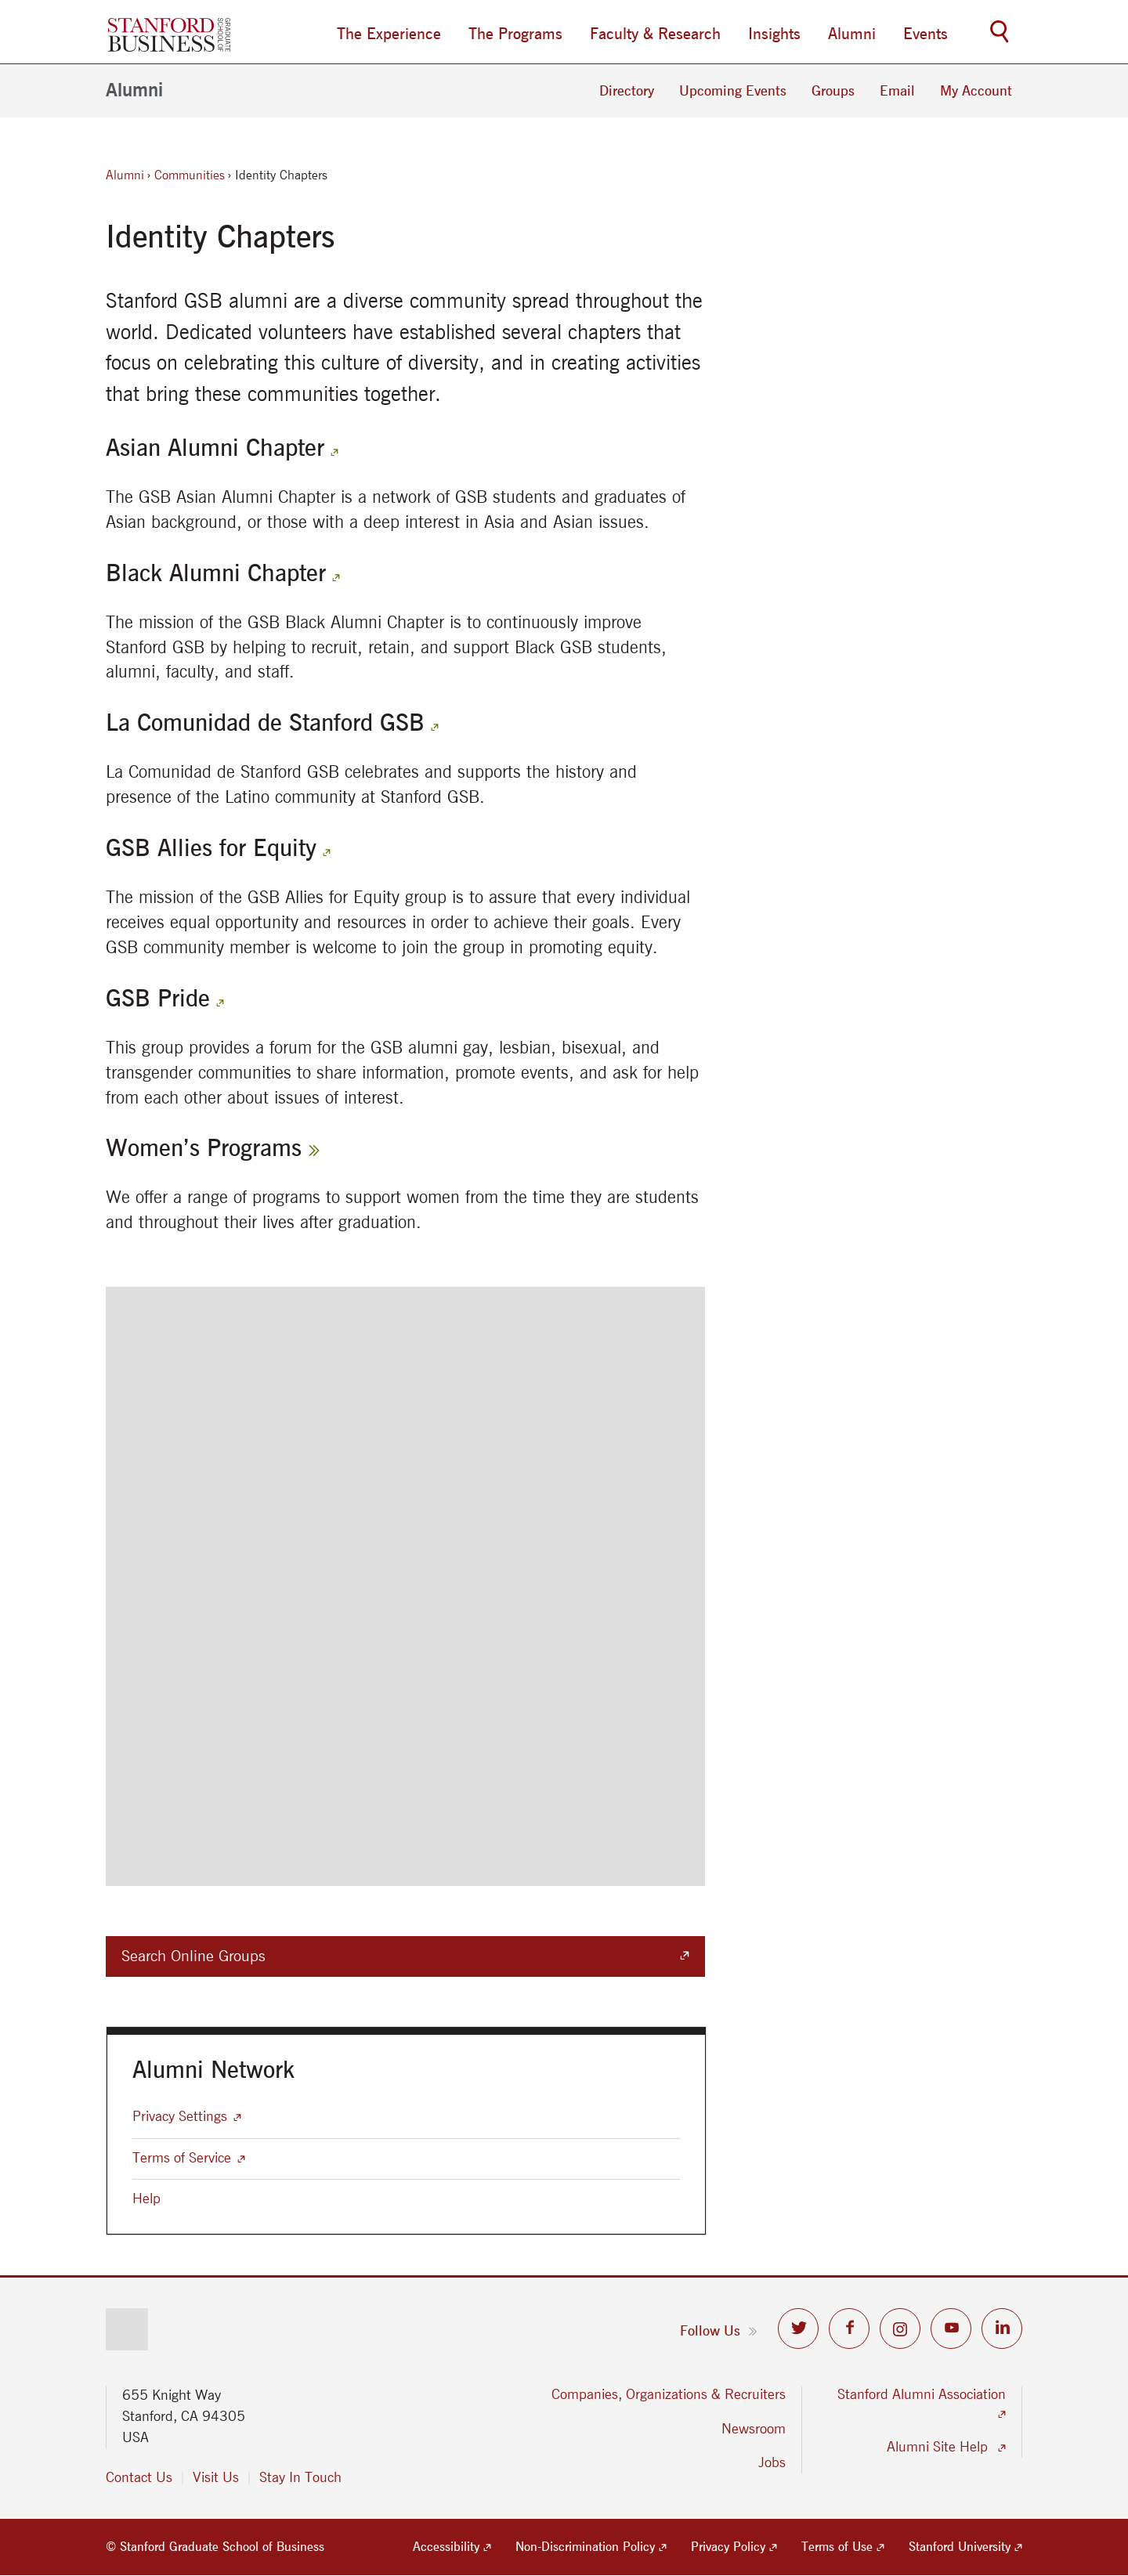 STANFORD
BUSINESS
GRADUATE
SCHOOL OF
The Experience
The Programs
Faculty & Research
Insights
Alumni
Events
Alumni
Directory
Upcoming Events
Groups
Email
My Account
Alumni › Communities › Identity Chapters
Identity Chapters
Stanford GSB alumni are a diverse community spread throughout the
world. Dedicated volunteers have established several chapters that
focus on celebrating this culture of diversity, and in creating activities
that bring these communities together.
Asian Alumni Chapter
The GSB Asian Alumni Chapter is a network of GSB students and graduates of
Asian background, or those with a deep interest in Asia and Asian issues.
Black Alumni Chapter
The mission of the GSB Black Alumni Chapter is to continuously improve
Stanford GSB by helping to recruit, retain, and support Black GSB students,
alumni, faculty, and staff.
La Comunidad de Stanford GSB
La Comunidad de Stanford GSB celebrates and supports the history and
presence of the Latino community at Stanford GSB.
GSB Allies for Equity
The mission of the GSB Allies for Equity group is to assure that every individual
receives equal opportunity and resources in order to achieve their goals. Every
GSB community member is welcome to join the group in promoting equity.
GSB Pride
This group provides a forum for the GSB alumni gay, lesbian, bisexual, and
transgender communities to share information, promote events, and ask for help
from each other about issues of interest.
Women’s Programs »
We offer a range of programs to support women from the time they are students
and throughout their lives after graduation.
Search Online Groups
Alumni Network
Privacy Settings
Terms of Service
Help
Follow Us »
655 Knight Way
Stanford, CA 94305
USA
Contact Us | Visit Us | Stay In Touch
Companies, Organizations & Recruiters
Newsroom
Jobs
Stanford Alumni Association
Alumni Site Help
© Stanford Graduate School of Business
Accessibility
Non-Discrimination Policy
Privacy Policy
Terms of Use
Stanford University